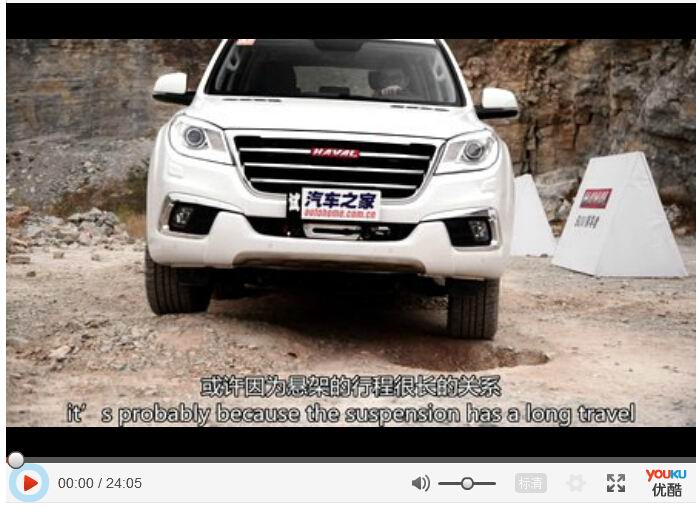 HAVAL
汽车之家
autohome.com.cn
HAVAL
或许因为悬架的行程很长的关系
it's probably because the suspension has a long travel
00:00 / 24:05
标清
YOUKU
优酷